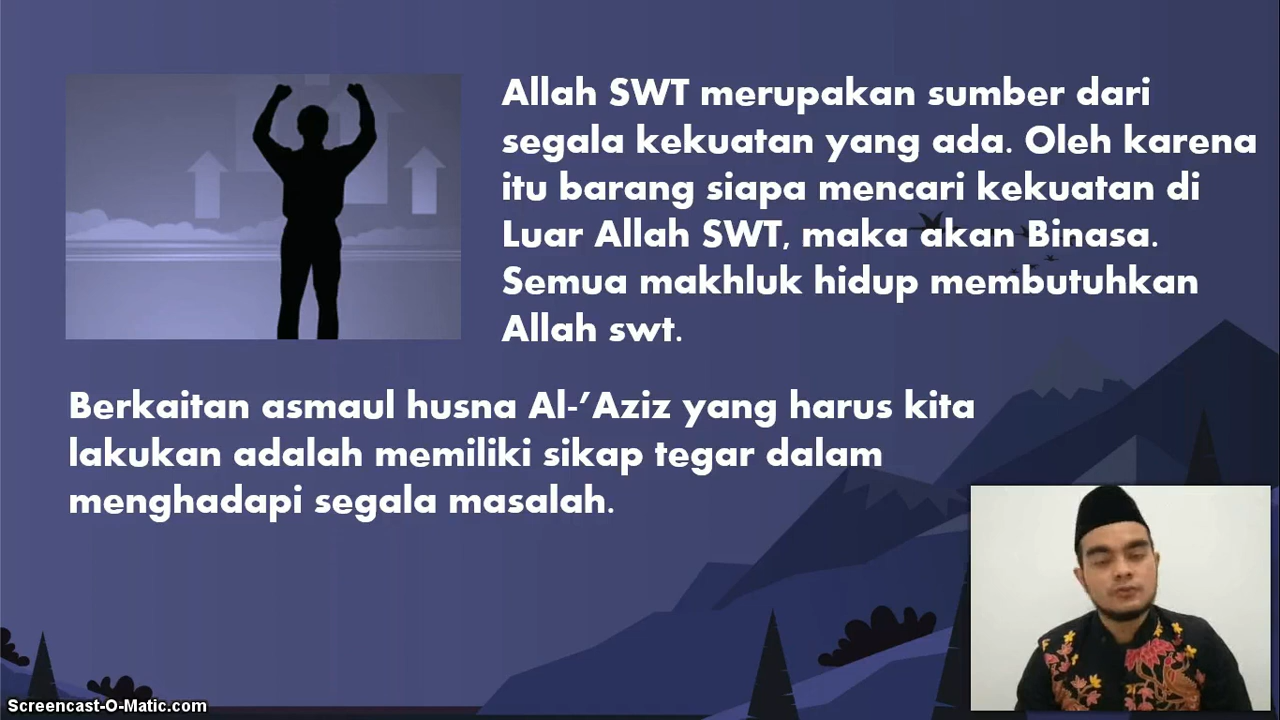 Allah SWT merupakan sumber dari
segala kekuatan yang ada. Oleh karena
itu barang siapa mencari kekuatan di
Luar Allah SWT, maka akan Binasa.
Semua makhluk hidup membutuhkan
Allah swt.
Berkaitan asmaul husna Al-’Aziz yang harus kita
lakukan adalah memiliki sikap tegar dalam
menghadapi segala masalah.
Screencast-O-Matic.com